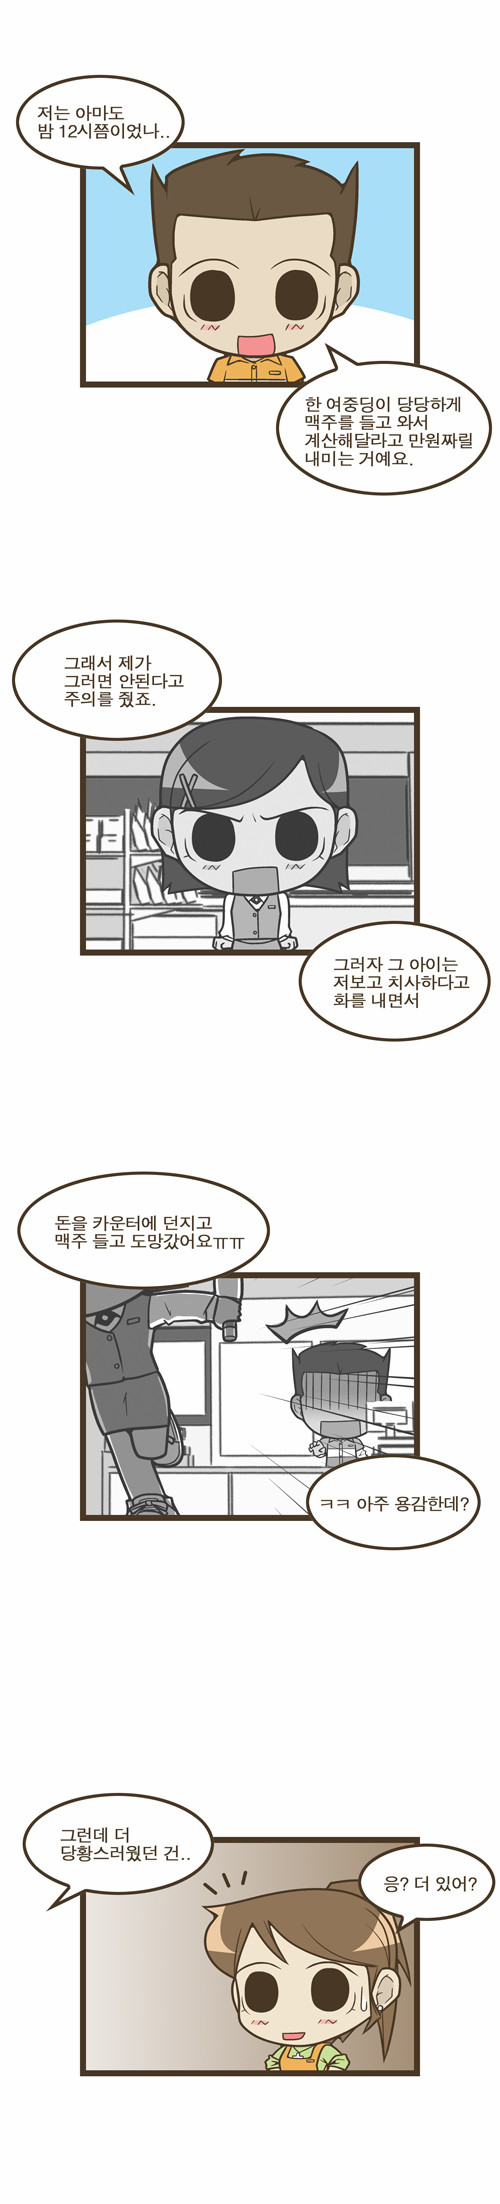 저는 아마도
밤 12시쯤이었나..
한 여중딩이 당당하게
맥주를 들고 와서
계산해달라고 만원짜릴
내미는 거예요.
그래서 제가
그러면 안된다고
주의를 줬죠.
그러자 그 아이는
저보고 치사하다고
화를 내면서
돈을 카운터에 던지고
맥주 들고 도망갔어요ㅠㅠ
ㅋㅋ 아주 용감한데?
그런데 더
당황스러웠던 건..
응? 더 있어?